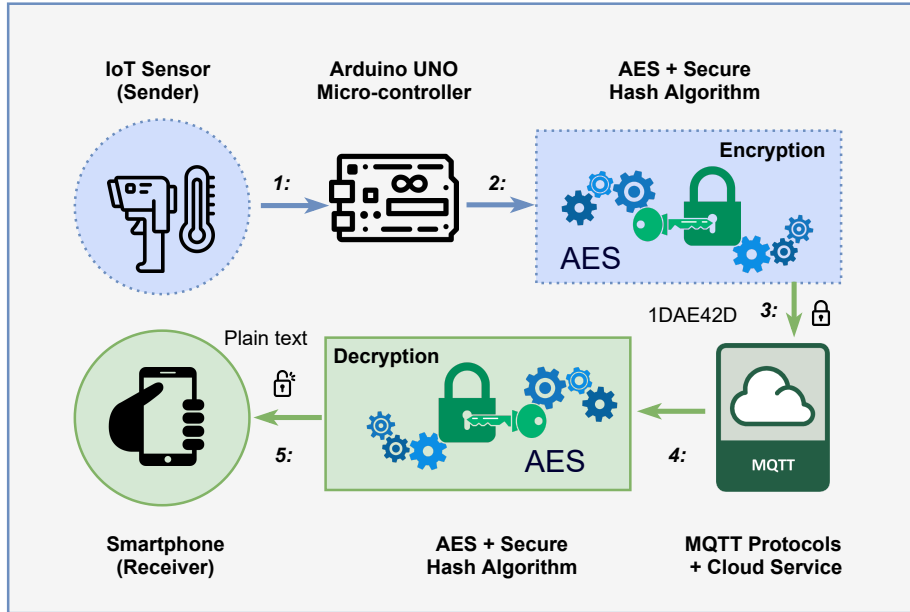 IoT Sensor
(Sender)
Arduino UNO
Micro-controller
AES + Secure
Hash Algorithm
1:
2:
Encryption
AES
1DAE42D
3:
Plain text
Decryption
AES
5:
4:
MQTT
Smartphone
(Receiver)
AES + Secure
Hash Algorithm
MQTT Protocols
+ Cloud Service